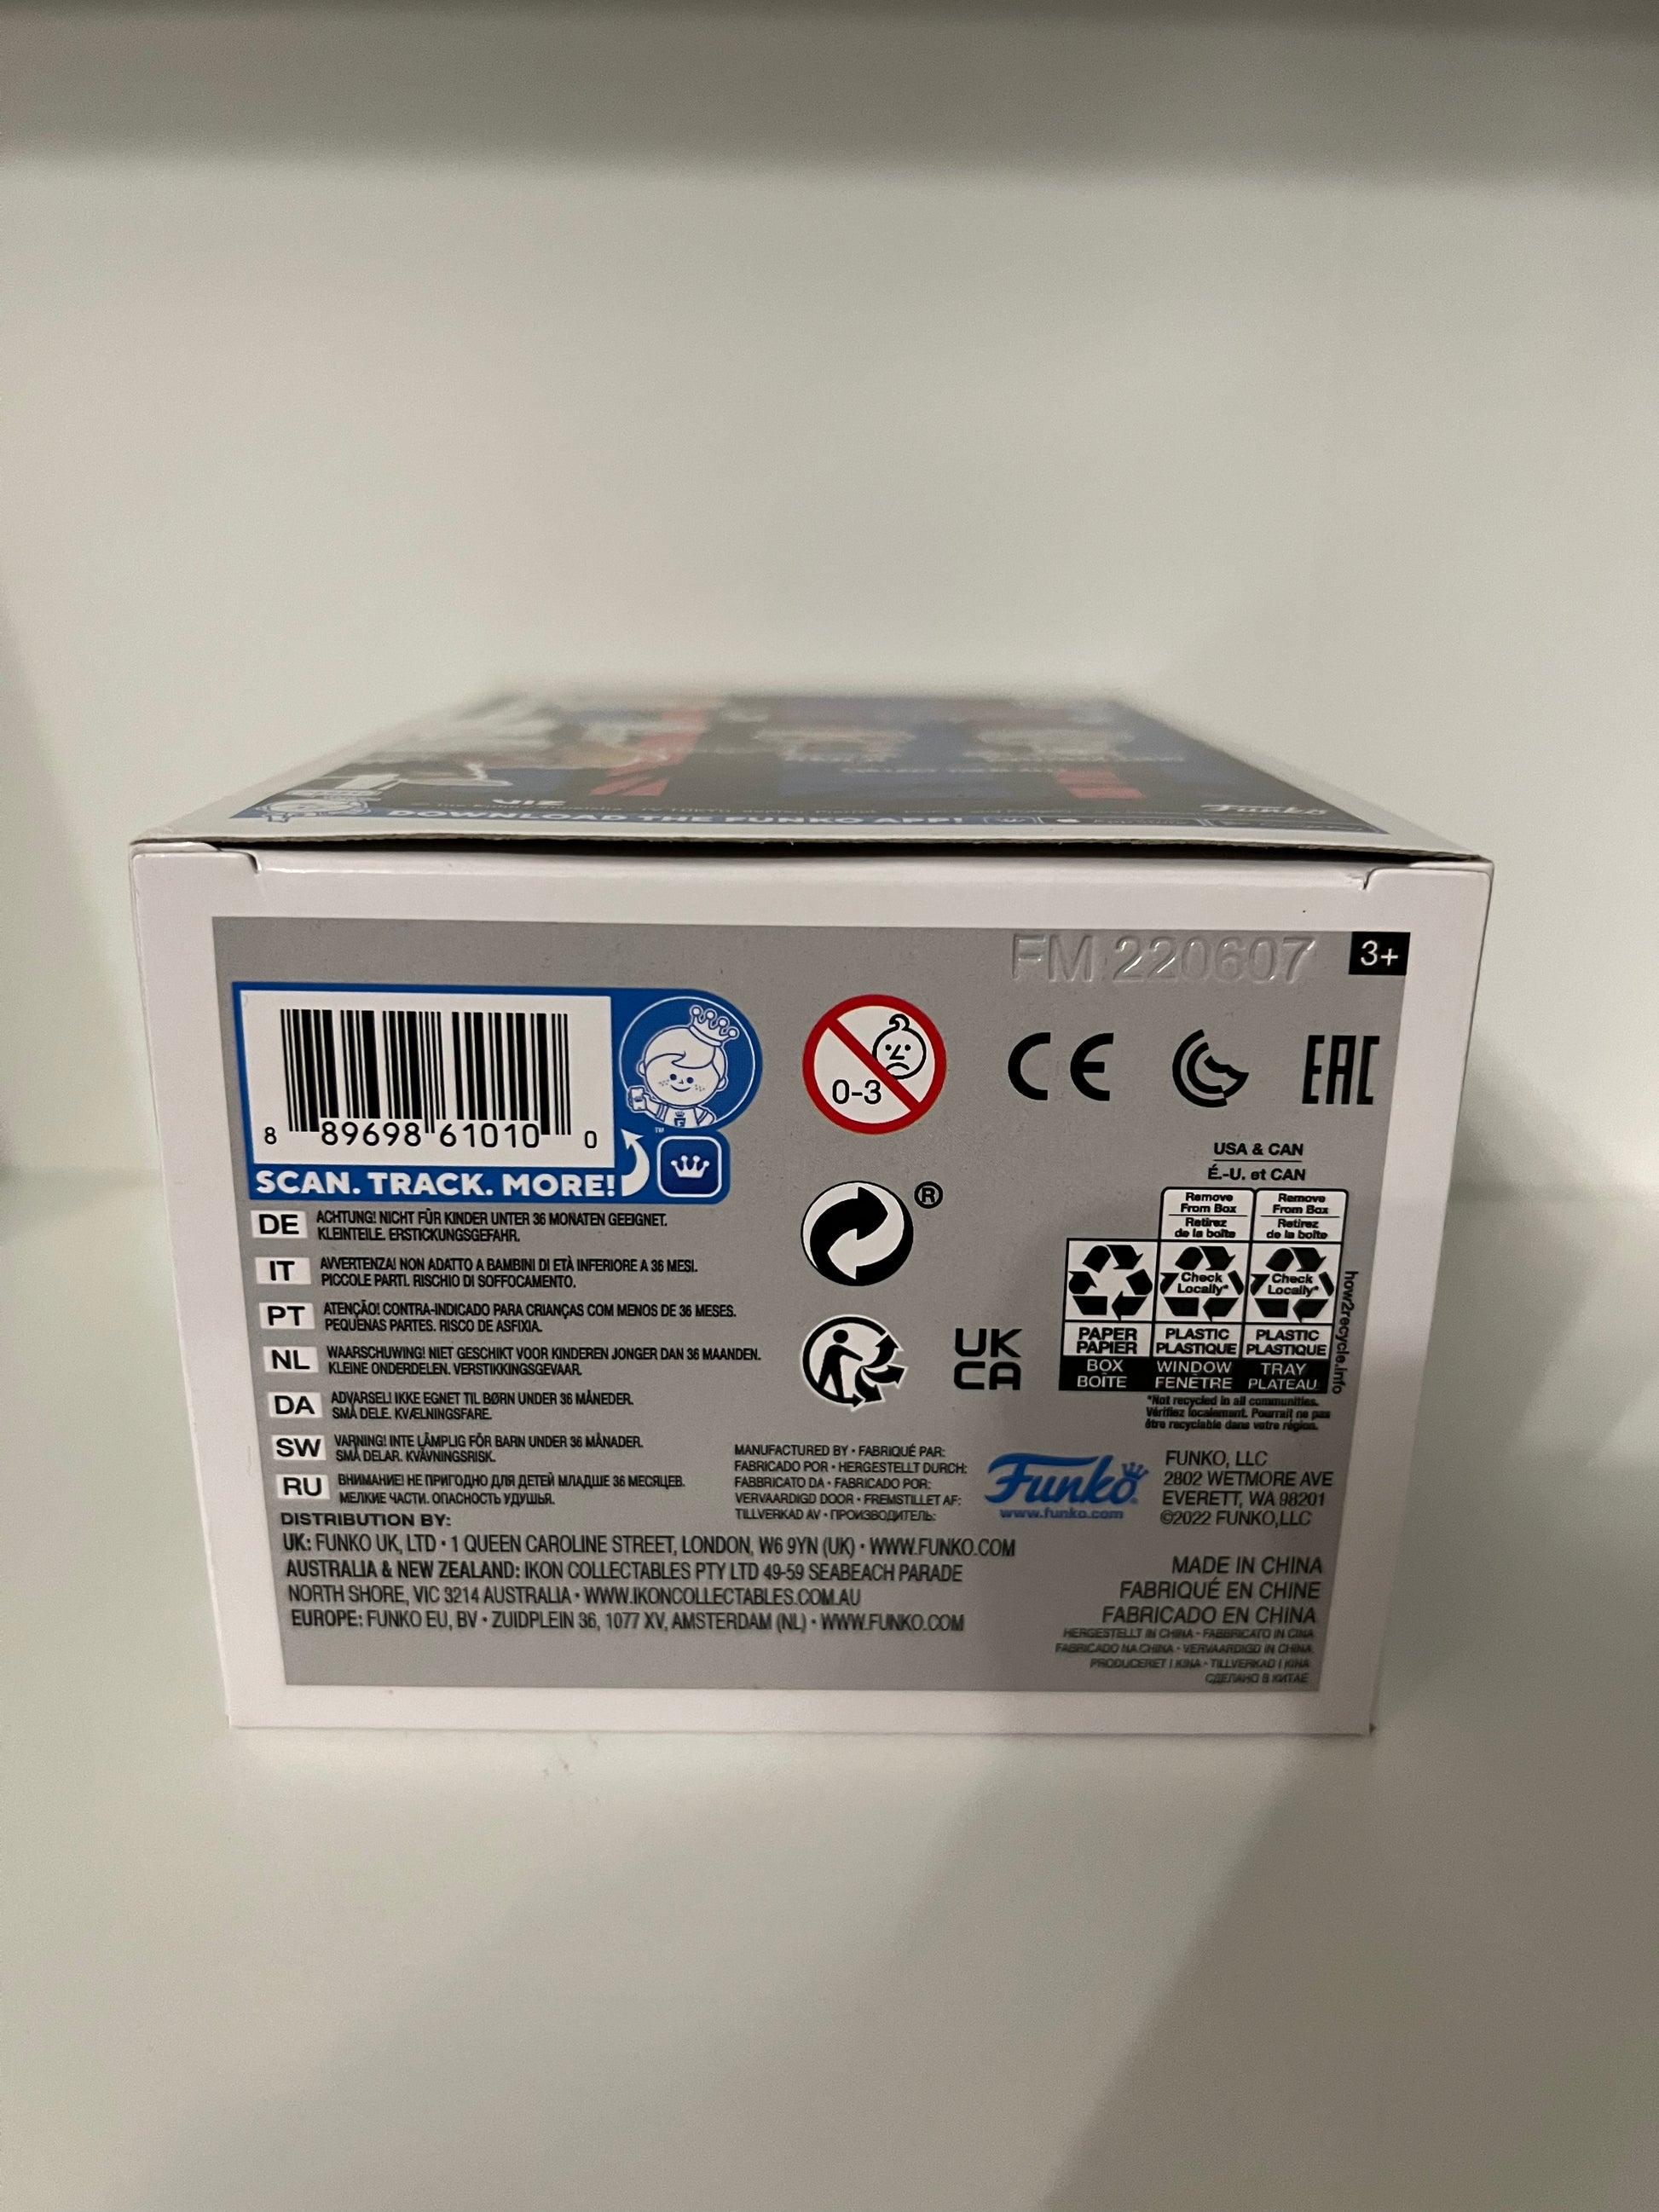 VIZ
Funko
DOWNLOAD THE FUNKO APP!
FM 220607
3+
8 89698 61010 0
SCAN. TRACK. MORE!
TM
0-3
CE
EAC
®
UK
CA
USA & CAN
É.-U. et CAN
Remove From Box Retirez de la boîte
Remove From Box Retirez de la boîte
Check Locally*
Check Locally*
PAPER PAPIER
PLASTIC PLASTIQUE
PLASTIC PLASTIQUE
BOX BOÎTE
WINDOW FENÊTRE
TRAY PLATEAU
how2recycle.info
*Not recycled in all communities.
Vérifiez localement. Pourrait ne pas
être recyclable dans votre région.
DE ACHTUNG! NICHT FÜR KINDER UNTER 36 MONATEN GEEIGNET.
KLEINTEILE. ERSTICKUNGSGEFAHR.
IT AVVERTENZA! NON ADATTO A BAMBINI DI ETÀ INFERIORE A 36 MESI.
PICCOLE PARTI. RISCHIO DI SOFFOCAMENTO.
PT ATENÇÃO! CONTRA-INDICADO PARA CRIANÇAS COM MENOS DE 36 MESES.
PEQUENAS PARTES. RISCO DE ASFIXIA.
NL WAARSCHUWING! NIET GESCHIKT VOOR KINDEREN JONGER DAN 36 MAANDEN.
KLEINE ONDERDELEN. VERSTIKKINGSGEVAAR.
DA ADVARSEL! IKKE EGNET TIL BØRN UNDER 36 MÅNEDER.
SMÅ DELE. KVÆLNINGSFARE.
SW VARNING! INTE LÄMPLIG FÖR BARN UNDER 36 MÅNADER.
SMÅ DELAR. KVÄVNINGSRISK.
RU ВНИМАНИЕ! НЕ ПРИГОДНО ДЛЯ ДЕТЕЙ МЛАДШЕ 36 МЕСЯЦЕВ.
МЕЛКИЕ ЧАСТИ. ОПАСНОСТЬ УДУШЬЯ.
MANUFACTURED BY • FABRIQUÉ PAR:
FABRICADO POR • HERGESTELLT DURCH:
FABBRICATO DA • FABRICADO POR:
VERVAARDIGD DOOR • FREMSTILLET AF:
TILLVERKAD AV • ПРОИЗВОДИТЕЛЬ:
Funko
www.funko.com
FUNKO, LLC
2802 WETMORE AVE
EVERETT, WA 98201
©2022 FUNKO,LLC
DISTRIBUTION BY:
UK: FUNKO UK, LTD • 1 QUEEN CAROLINE STREET, LONDON, W6 9YN (UK) • WWW.FUNKO.COM
AUSTRALIA & NEW ZEALAND: IKON COLLECTABLES PTY LTD 49-59 SEABEACH PARADE
NORTH SHORE, VIC 3214 AUSTRALIA • WWW.IKONCOLLECTABLES.COM.AU
EUROPE: FUNKO EU, BV • ZUIDPLEIN 36, 1077 XV, AMSTERDAM (NL) • WWW.FUNKO.COM
MADE IN CHINA
FABRIQUÉ EN CHINE
FABRICADO EN CHINA
HERGESTELLT IN CHINA • FABBRICATO IN CINA
FABRICADO NA CHINA • VERVAARDIGD IN CHINA
PRODUCERET I KINA • TILLVERKAD I KINA
СДЕЛАНО В КИТАЕ